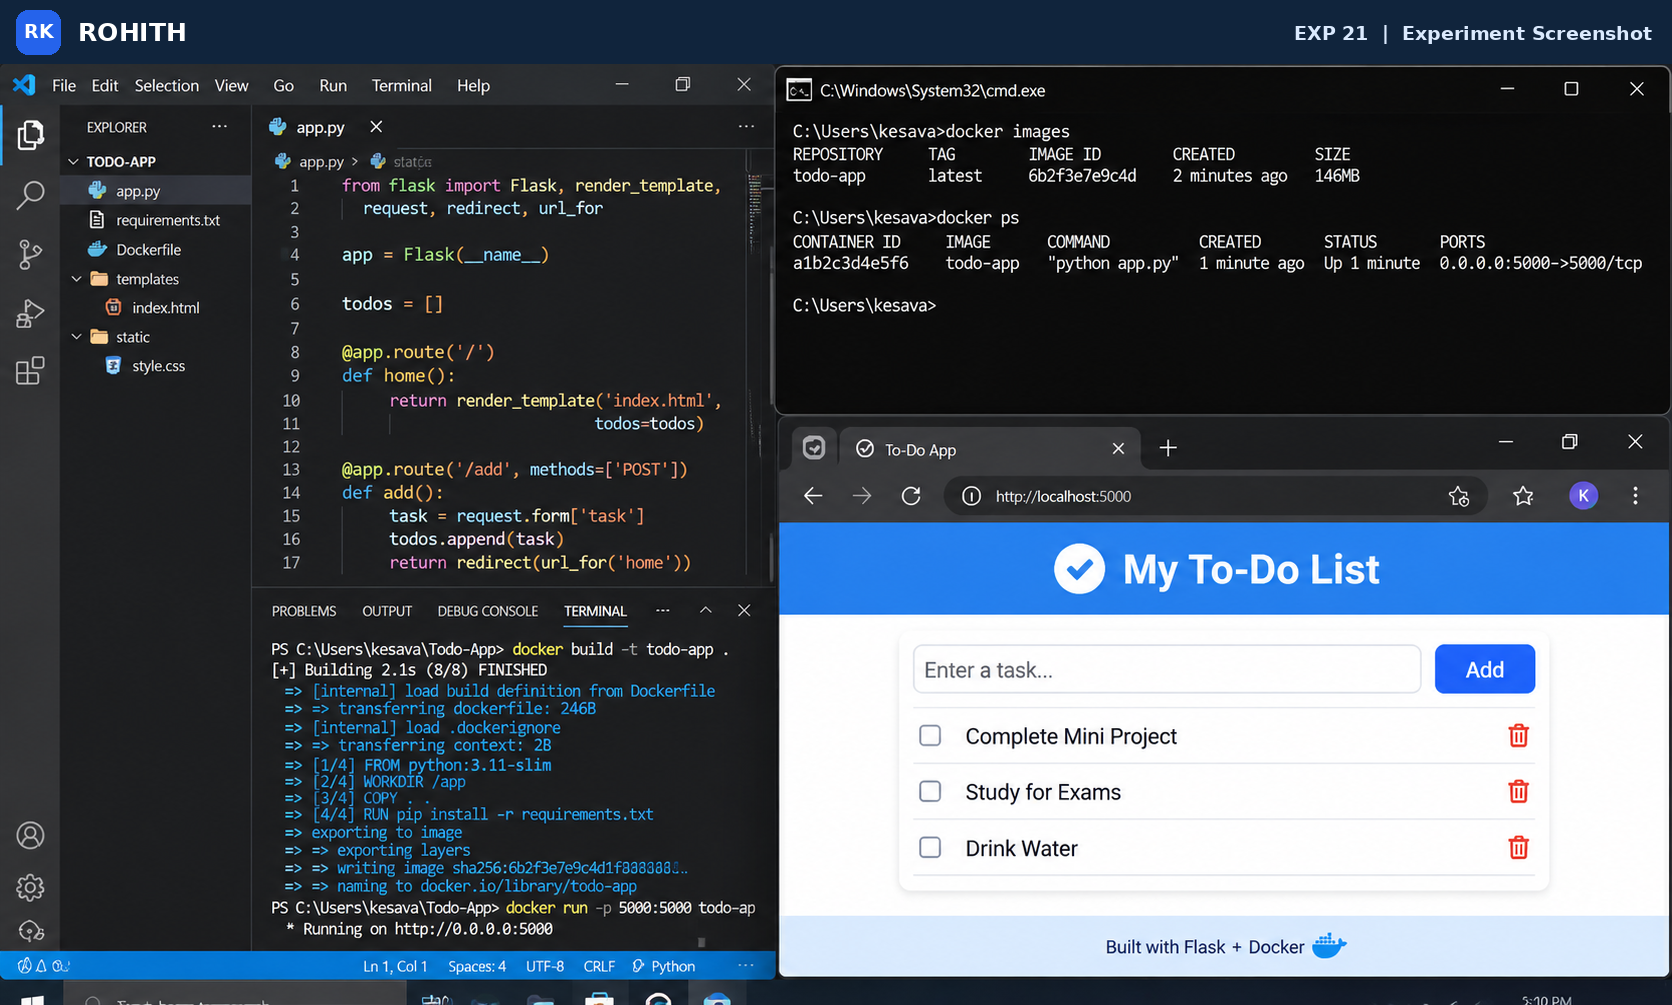 RK ROHITH
EXP 21 | Experiment Screenshot
File Edit Selection View Go Run Terminal Help
EXPLORER ...
TODO-APP
app.py
requirements.txt
Dockerfile
templates
index.html
static
style.css
app.py
app.py >
1 from flask import Flask, render_template,
2 request, redirect, url_for
3
4 app = Flask(__name__)
5
6 todos = []
7
8 @app.route('/')
9 def home():
10 return render_template('index.html',
11 todos=todos)
12
13 @app.route('/add', methods=['POST'])
14 def add():
15 task = request.form['task']
16 todos.append(task)
17 return redirect(url_for('home'))
PROBLEMS OUTPUT DEBUG CONSOLE TERMINAL ...
PS C:\Users\kesava\Todo-App> docker build -t todo-app .
[+] Building 2.1s (8/8) FINISHED
=> [internal] load build definition from Dockerfile
=> => transferring dockerfile: 246B
=> [internal] load .dockerignore
=> => transferring context: 2B
=> [1/4] FROM python:3.11-slim
=> [2/4] WORKDIR /app
=> [3/4] COPY . .
=> [4/4] RUN pip install -r requirements.txt
=> exporting to image
=> => exporting layers
=> => writing image
=> => naming to docker.io/library/todo-app
PS C:\Users\kesava\Todo-App> docker run -p 5000:5000 todo-ap
* Running on http://0.0.0.0:5000
Ln 1, Col 1 Spaces: 4 UTF-8 CRLF Python ...
C:\Windows\System32\cmd.exe
C:\Users\kesava>docker images
REPOSITORY TAG IMAGE ID CREATED SIZE
todo-app latest 6b2f3e7e9c4d 2 minutes ago 146MB
C:\Users\kesava>docker ps
CONTAINER ID IMAGE COMMAND CREATED STATUS PORTS
a1b2c3d4e5f6 todo-app "python app.py" 1 minute ago Up 1 minute 0.0.0.0:5000->5000/tcp
C:\Users\kesava>
To-Do App
http://localhost:5000
K
My To-Do List
Enter a task...
Add
Complete Mini Project
Study for Exams
Drink Water
Built with Flask + Docker
5:10 PM